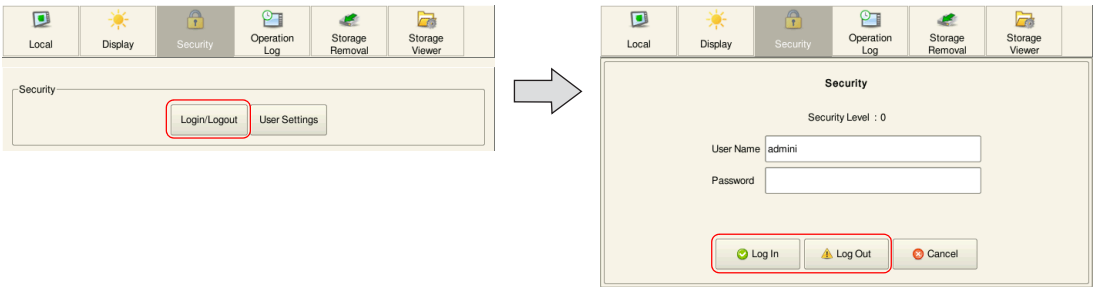 Local
Display
Security
Operation
Log
Storage
Removal
Storage
Viewer
Security
Login/Logout
User Settings
Local
Display
Security
Operation
Log
Storage
Removal
Storage
Viewer
Security
Security Level : 0
User Name admini
Password
Log In
Log Out
Cancel